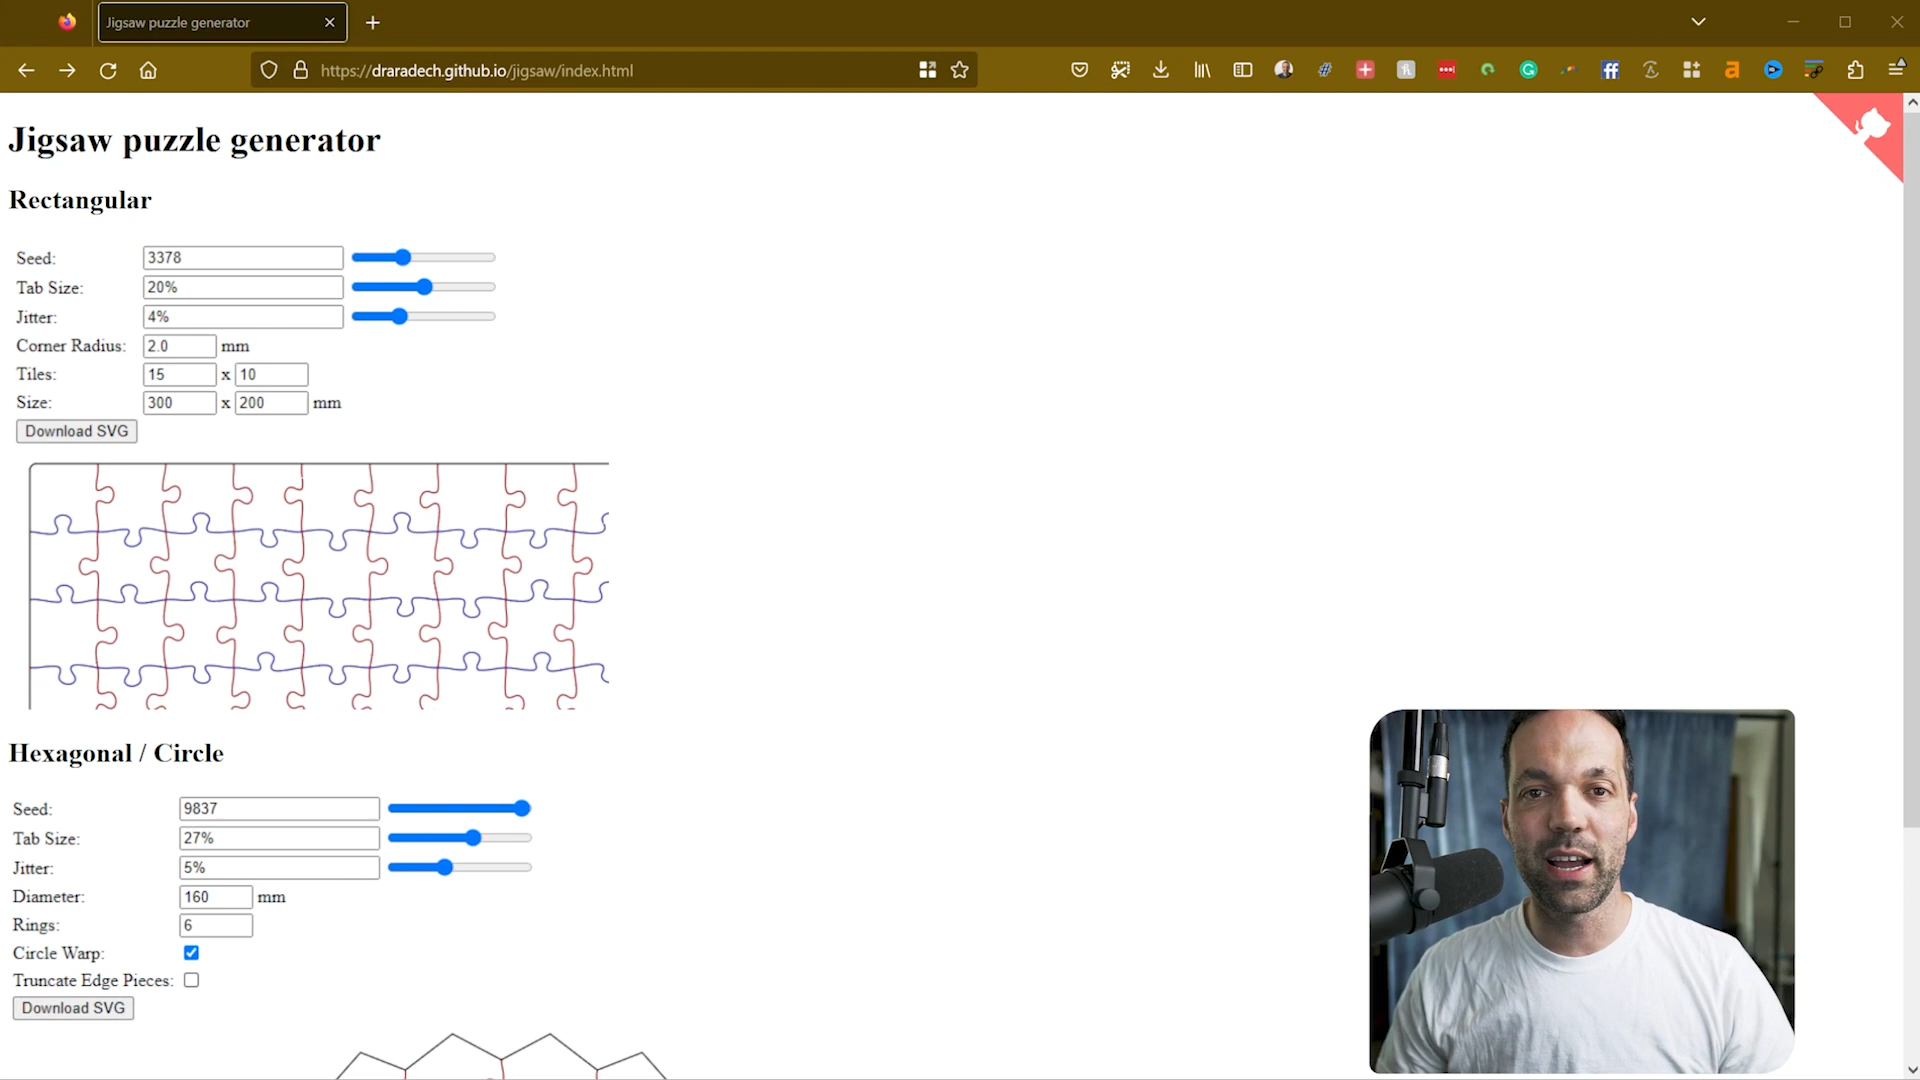 Jigsaw puzzle generator
https://draradech.github.io/jigsaw/index.html
Jigsaw puzzle generator
Rectangular
Seed: 3378
Tab Size: 20%
Jitter: 4%
Corner Radius: 2.0 mm
Tiles: 15 x 10
Size: 300 x 200 mm
Download SVG
Hexagonal / Circle
Seed: 9837
Tab Size: 27%
Jitter: 5%
Diameter: 160 mm
Rings: 6
Circle Warp:
Truncate Edge Pieces:
Download SVG